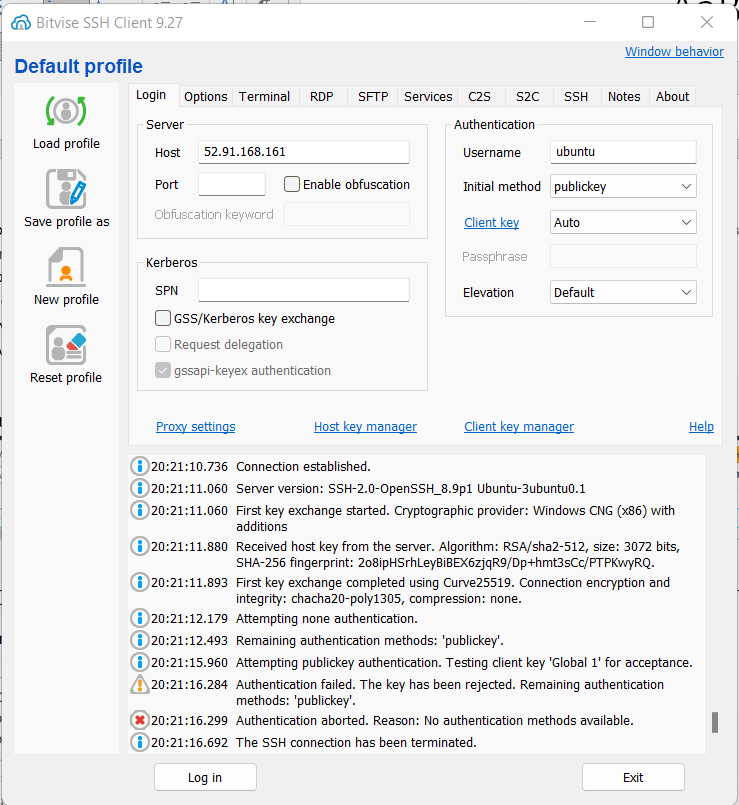 Bitvise SSH Client 9.27
Window behavior
Default profile
Load profile
Save profile as
New profile
Reset profile
Login Options Terminal RDP SFTP Services C2S S2C SSH Notes About
Server
Host 52.91.168.161
Port Enable obfuscation
Obfuscation keyword
Kerberos
SPN
GSS/Kerberos key exchange
Request delegation
gssapi-keyex authentication
Authentication
Username ubuntu
Initial method publickey
Client key Auto
Passphrase
Elevation Default
Proxy settings Host key manager Client key manager Help
20:21:10.736 Connection established.
20:21:11.060 Server version: SSH-2.0-OpenSSH_8.9p1 Ubuntu-3ubuntu0.1
20:21:11.060 First key exchange started. Cryptographic provider: Windows CNG (x86) with
additions
20:21:11.880 Received host key from the server. Algorithm: RSA/sha2-512, size: 3072 bits,
SHA-256 fingerprint: 2o8ipHSrhLeyBiBEX6zjqR9/Dp+hmt3sCc/PTPKwyRQ.
20:21:11.893 First key exchange completed using Curve25519. Connection encryption and
integrity: chacha20-poly1305, compression: none.
20:21:12.179 Attempting none authentication.
20:21:12.493 Remaining authentication methods: 'publickey'.
20:21:15.960 Attempting publickey authentication. Testing client key 'Global 1' for acceptance.
20:21:16.284 Authentication failed. The key has been rejected. Remaining authentication
methods: 'publickey'.
20:21:16.299 Authentication aborted. Reason: No authentication methods available.
20:21:16.692 The SSH connection has been terminated.
Log in Exit